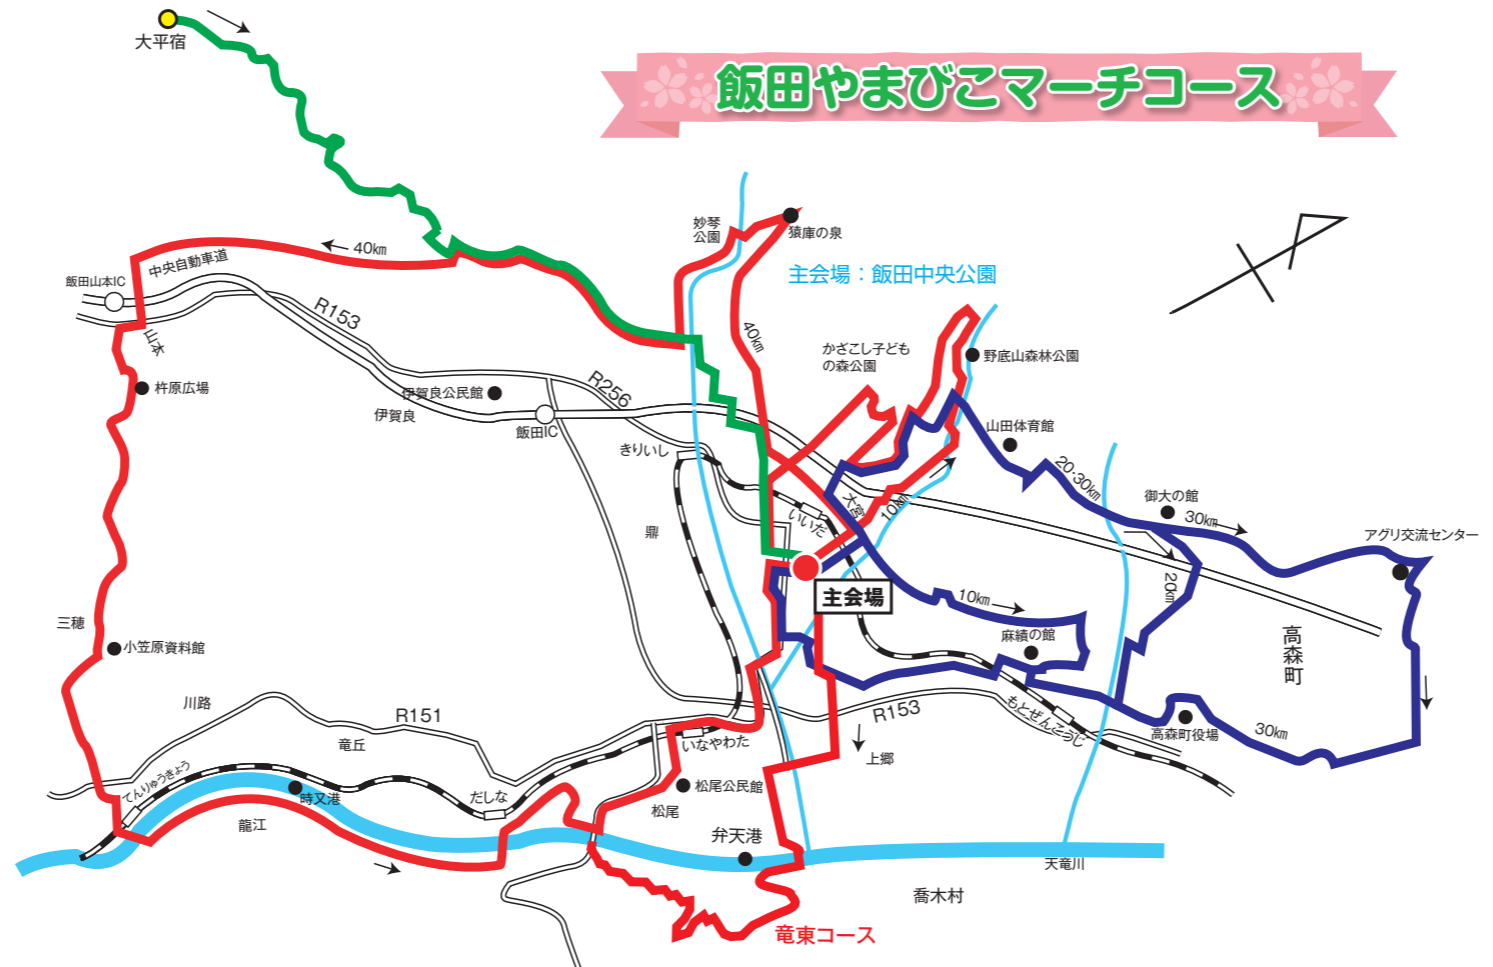 大平宿
飯田やまびこマーチコース
妙琴
公園
猿庫の泉
主会場：飯田中央公園
40㎞
中央自動車道
飯田山本IC
R153
山本
40㎞
かざこし子ども
の森公園
野底山森林公園
杵原広場
伊賀良公民館
伊賀良
R256
飯田IC
きりいし
山田体育館
20·30㎞
御大の館
30㎞
アグリ交流センター
大宮
10㎞
いいだ
鼎
20㎞
主会場
10㎞
麻績の館
高森町
三穂
小笠原資料館
川路
R151
竜丘
いなやわた
R153
上郷
もとぜんこうじ
高森町役場
30㎞
てんりゅうきょう
時又港
だしな
松尾公民館
松尾
龍江
弁天港
天竜川
喬木村
竜東コース